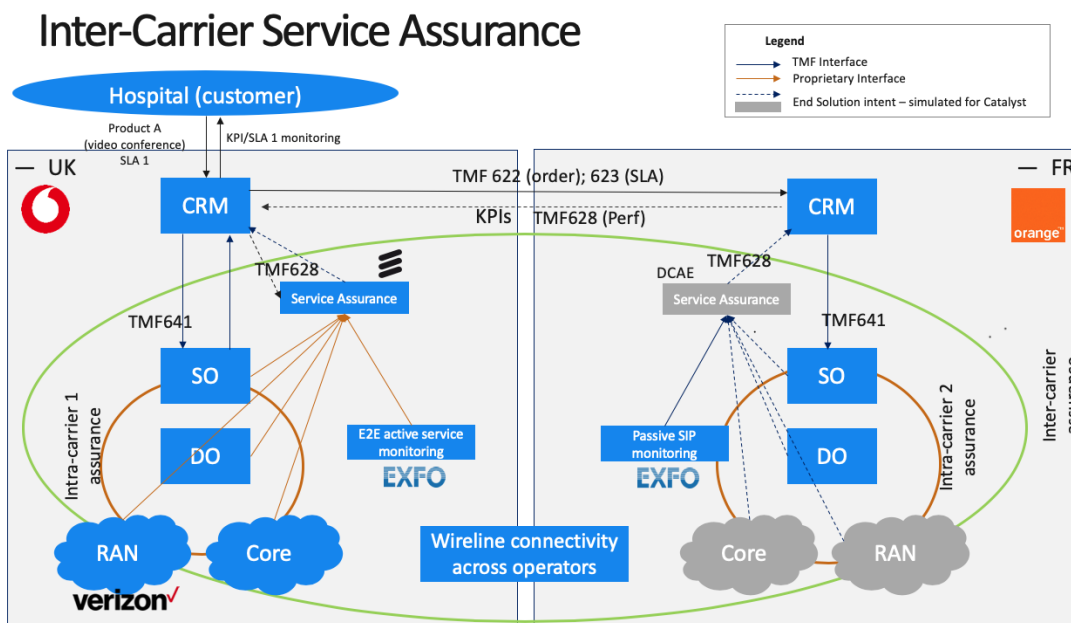 Inter-Carrier Service Assurance
Legend
TMF Interface
Proprietary Interface
End Solution intent – simulated for Catalyst
Hospital (customer)
Product A
(video conference)
SLA 1
KPI/SLA 1 monitoring
— UK
— FR
CRM
TMF 622 (order); 623 (SLA)
KPIs
TMF628 (Perf)
CRM
orange™
TMF628
Service Assurance
DCAE
TMF628
Service Assurance
TMF641
TMF641
SO
SO
Intra-carrier 1
assurance
E2E active service
monitoring
EXFO
Passive SIP
monitoring
EXFO
DO
DO
Intra-carrier 2
assurance
Inter-carrier
assurance
RAN
Core
Wireline connectivity
across operators
Core
RAN
verizon